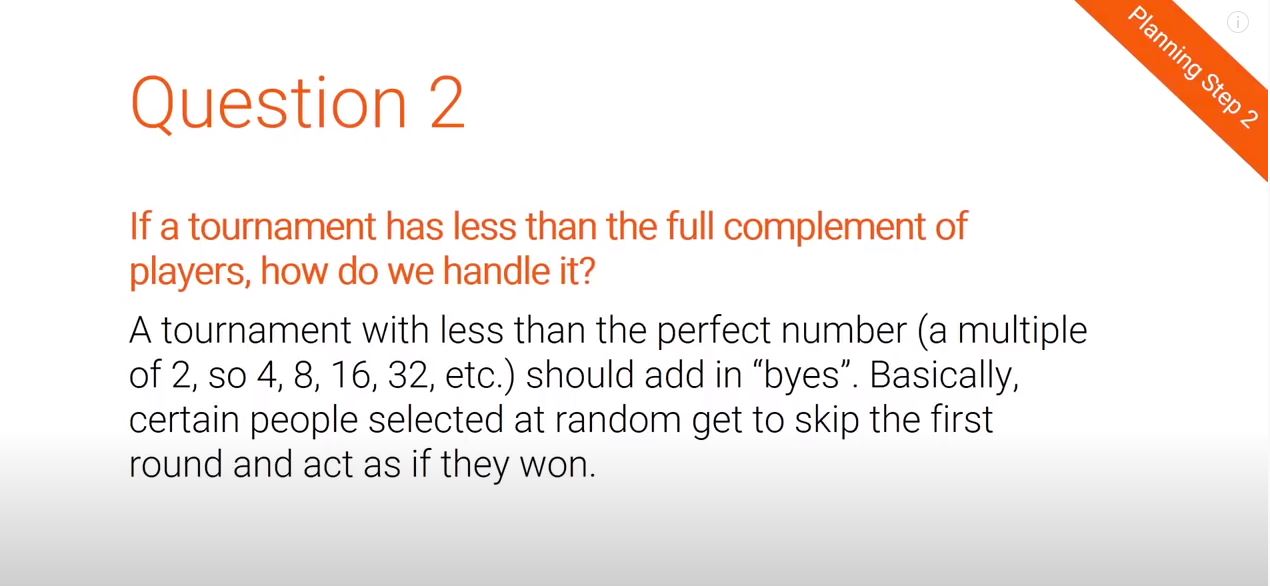 Planning Step 2
Question 2
If a tournament has less than the full complement of
players, how do we handle it?
A tournament with less than the perfect number (a multiple
of 2, so 4, 8, 16, 32, etc.) should add in “byes”. Basically,
certain people selected at random get to skip the first
round and act as if they won.